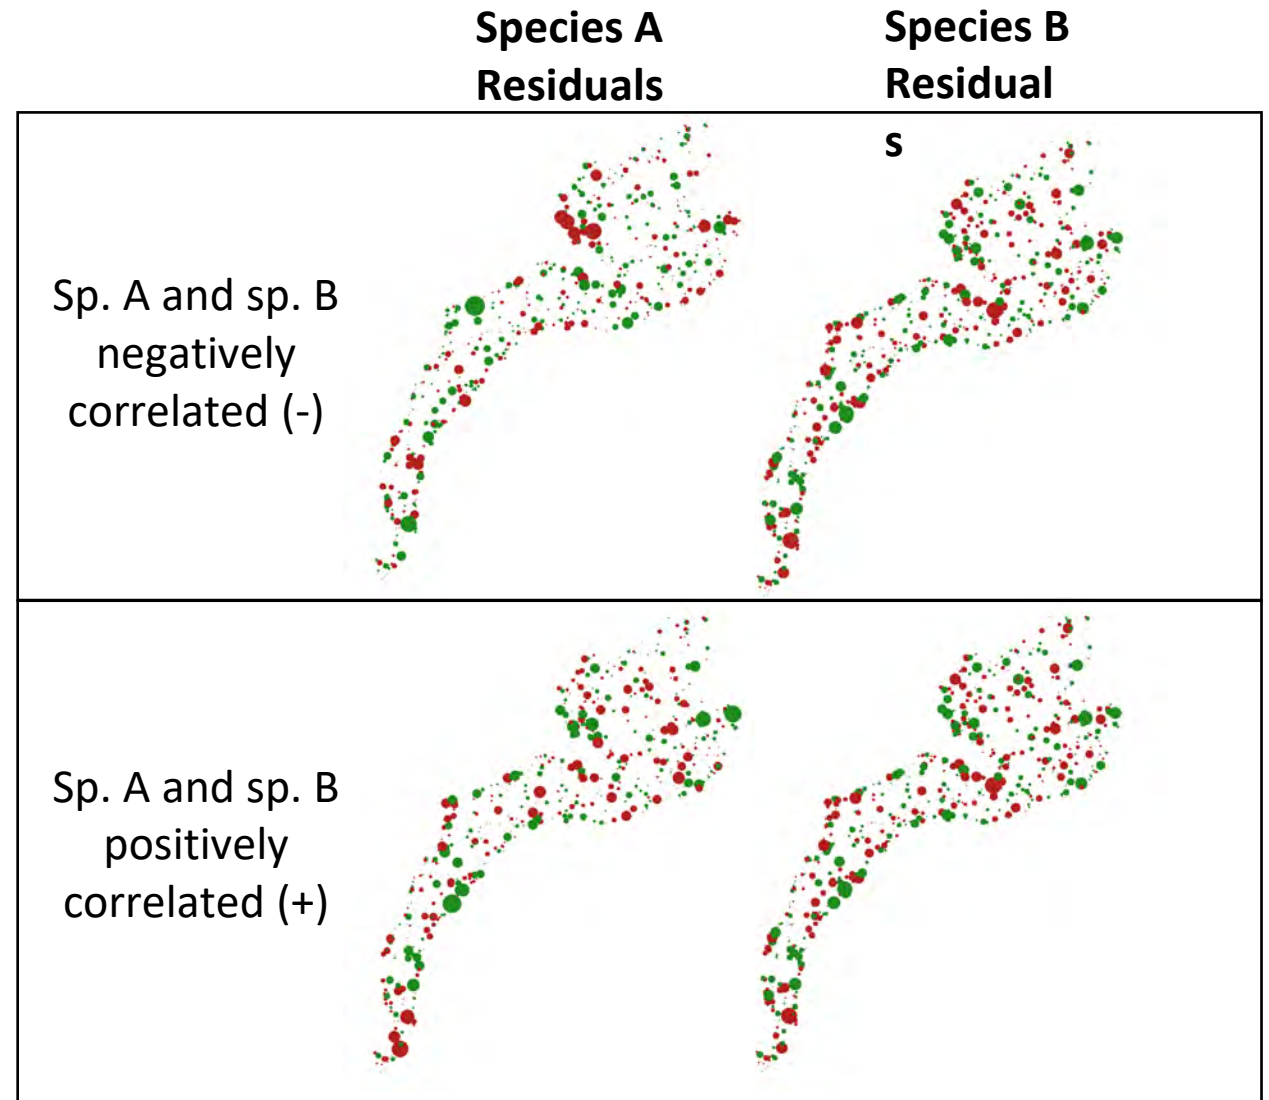 Species A
Residuals
Species B
Residual
s
Sp. A and sp. B
negatively
correlated (-)
Sp. A and sp. B
positively
correlated (+)